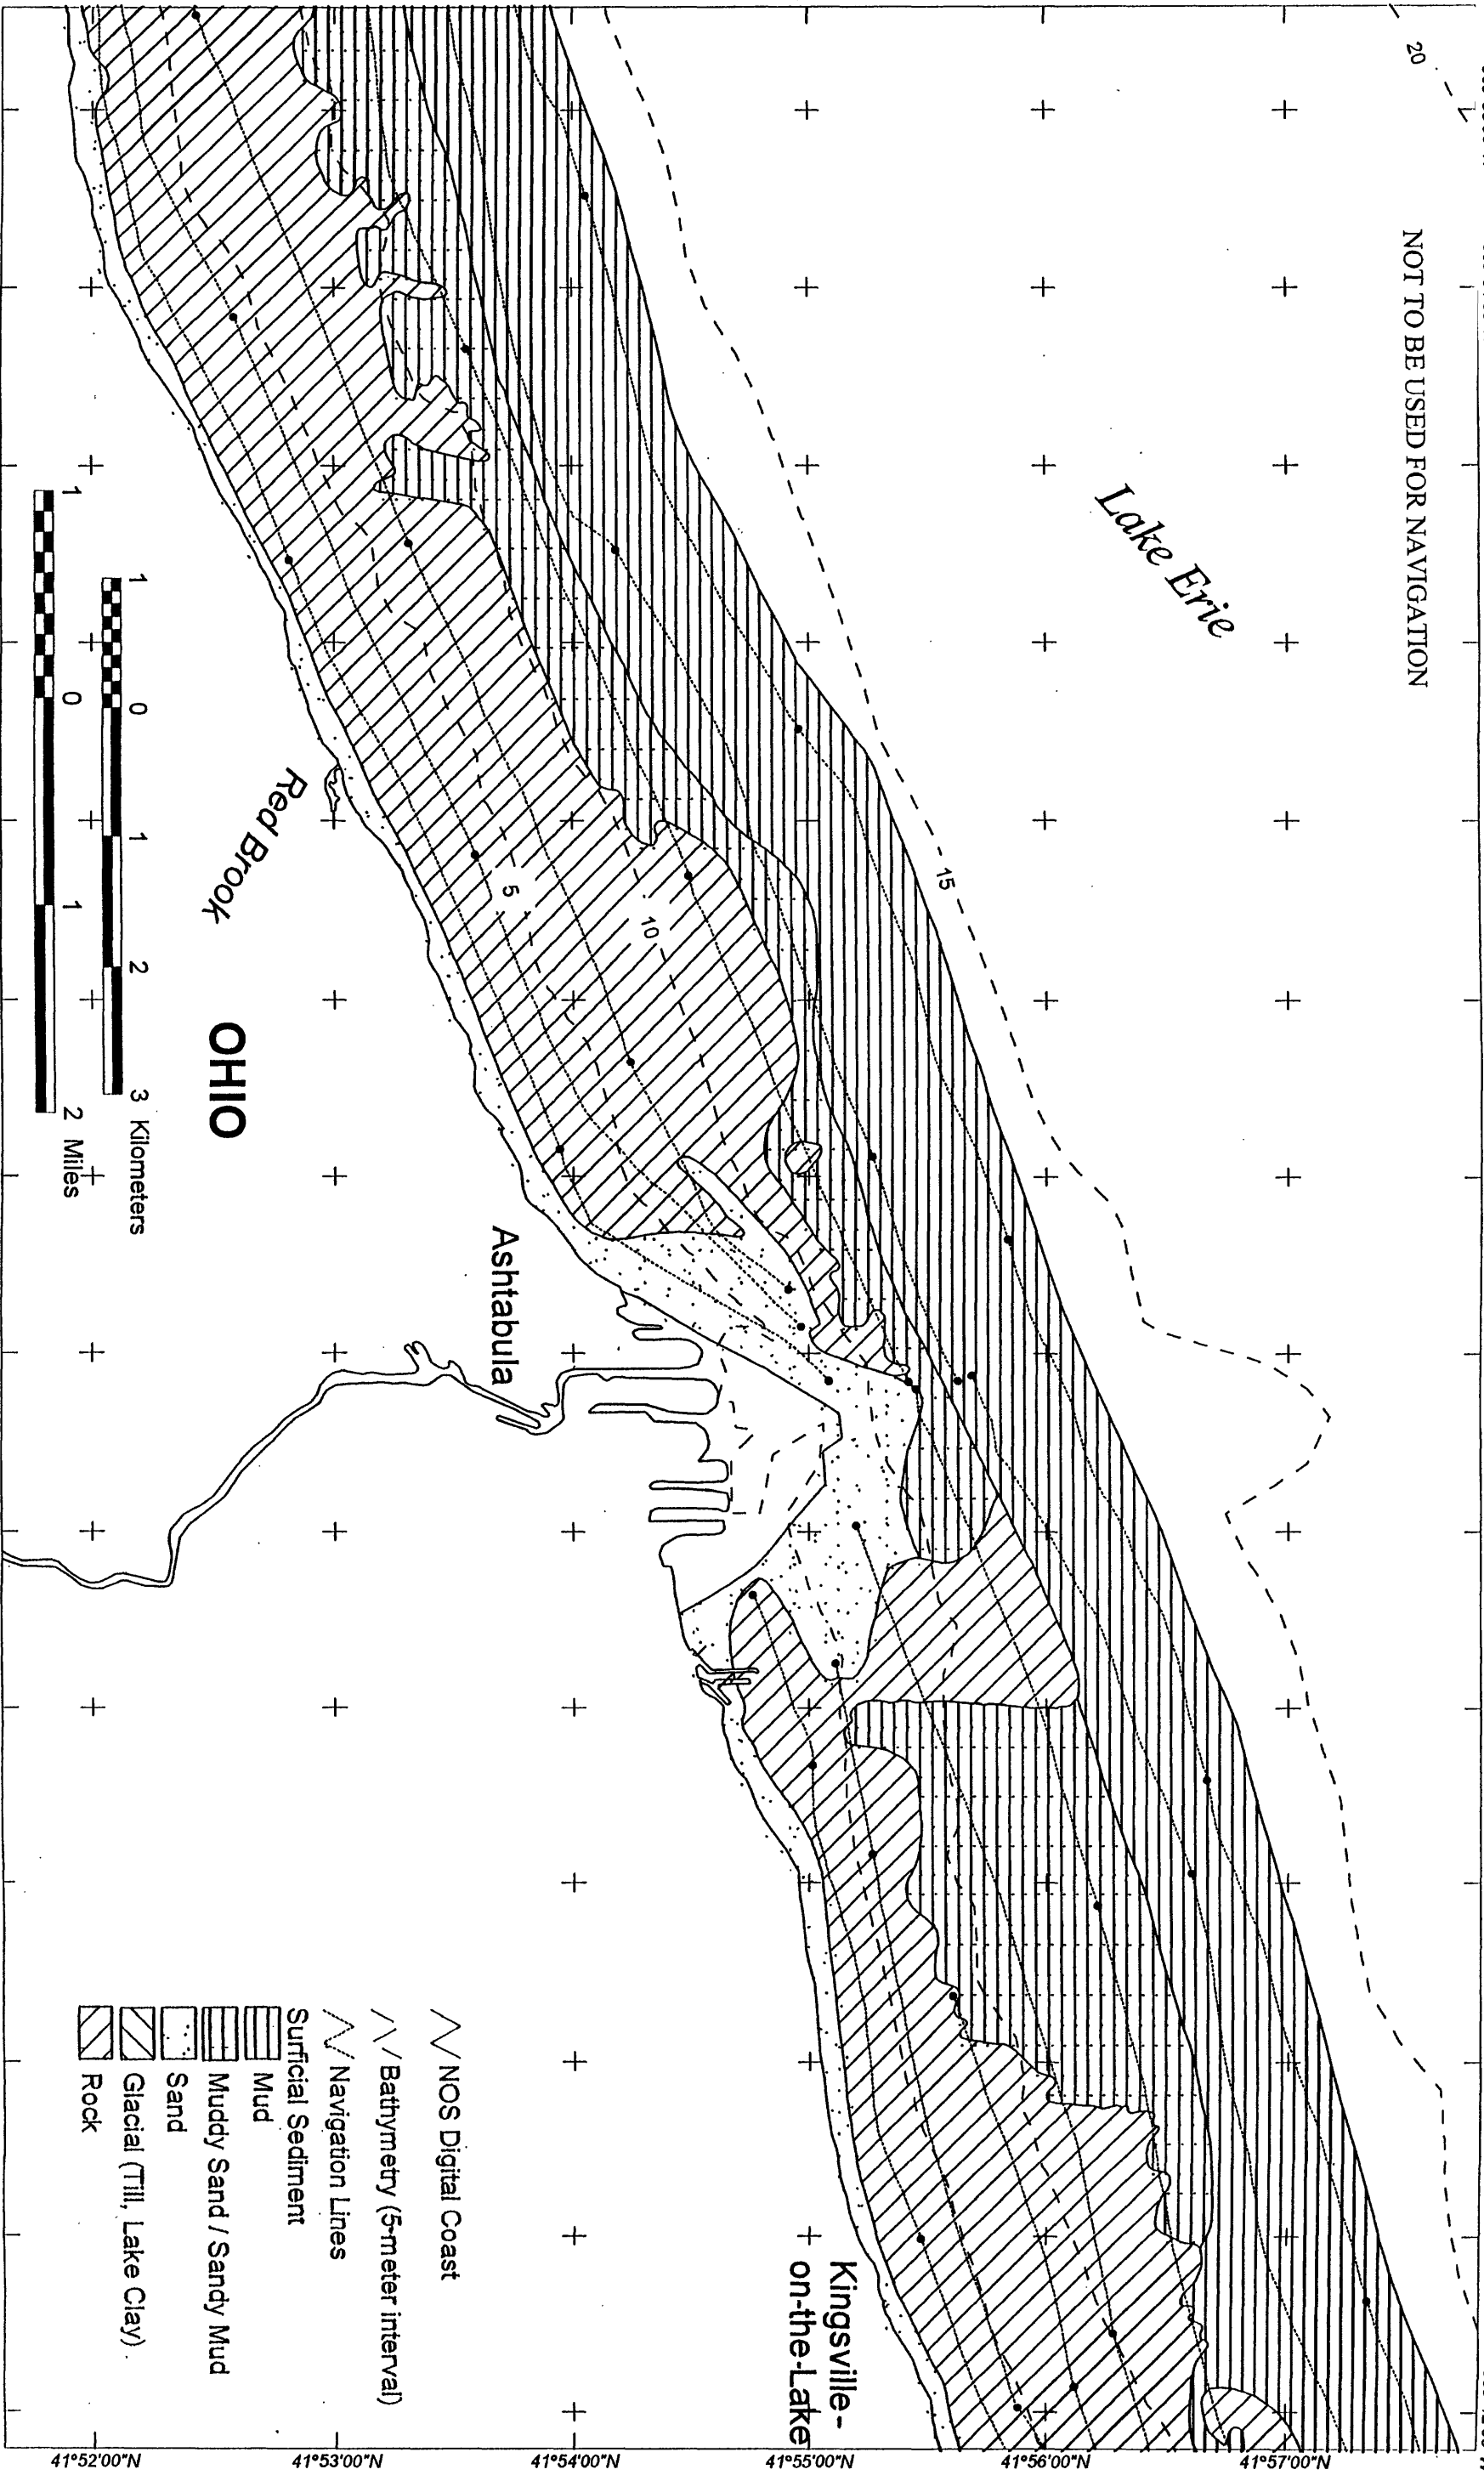 NOT TO BE USED FOR NAVIGATION
20
Lake Erie
15
10
5
Red Brook
OHIO
Ashtabula
Kingsville-
on-the-Lake
1 0 1 2 3 Kilometers
1 0 1 2 Miles
NOS Digital Coast
Bathymetry (5-meter interval)
Navigation Lines
Surficial Sediment
Mud
Muddy Sand / Sandy Mud
Sand
Glacial (Till, Lake Clay)
Rock
41°57'00"N
41°56'00"N
41°55'00"N
41°54'00"N
41°53'00"N
41°52'00"N